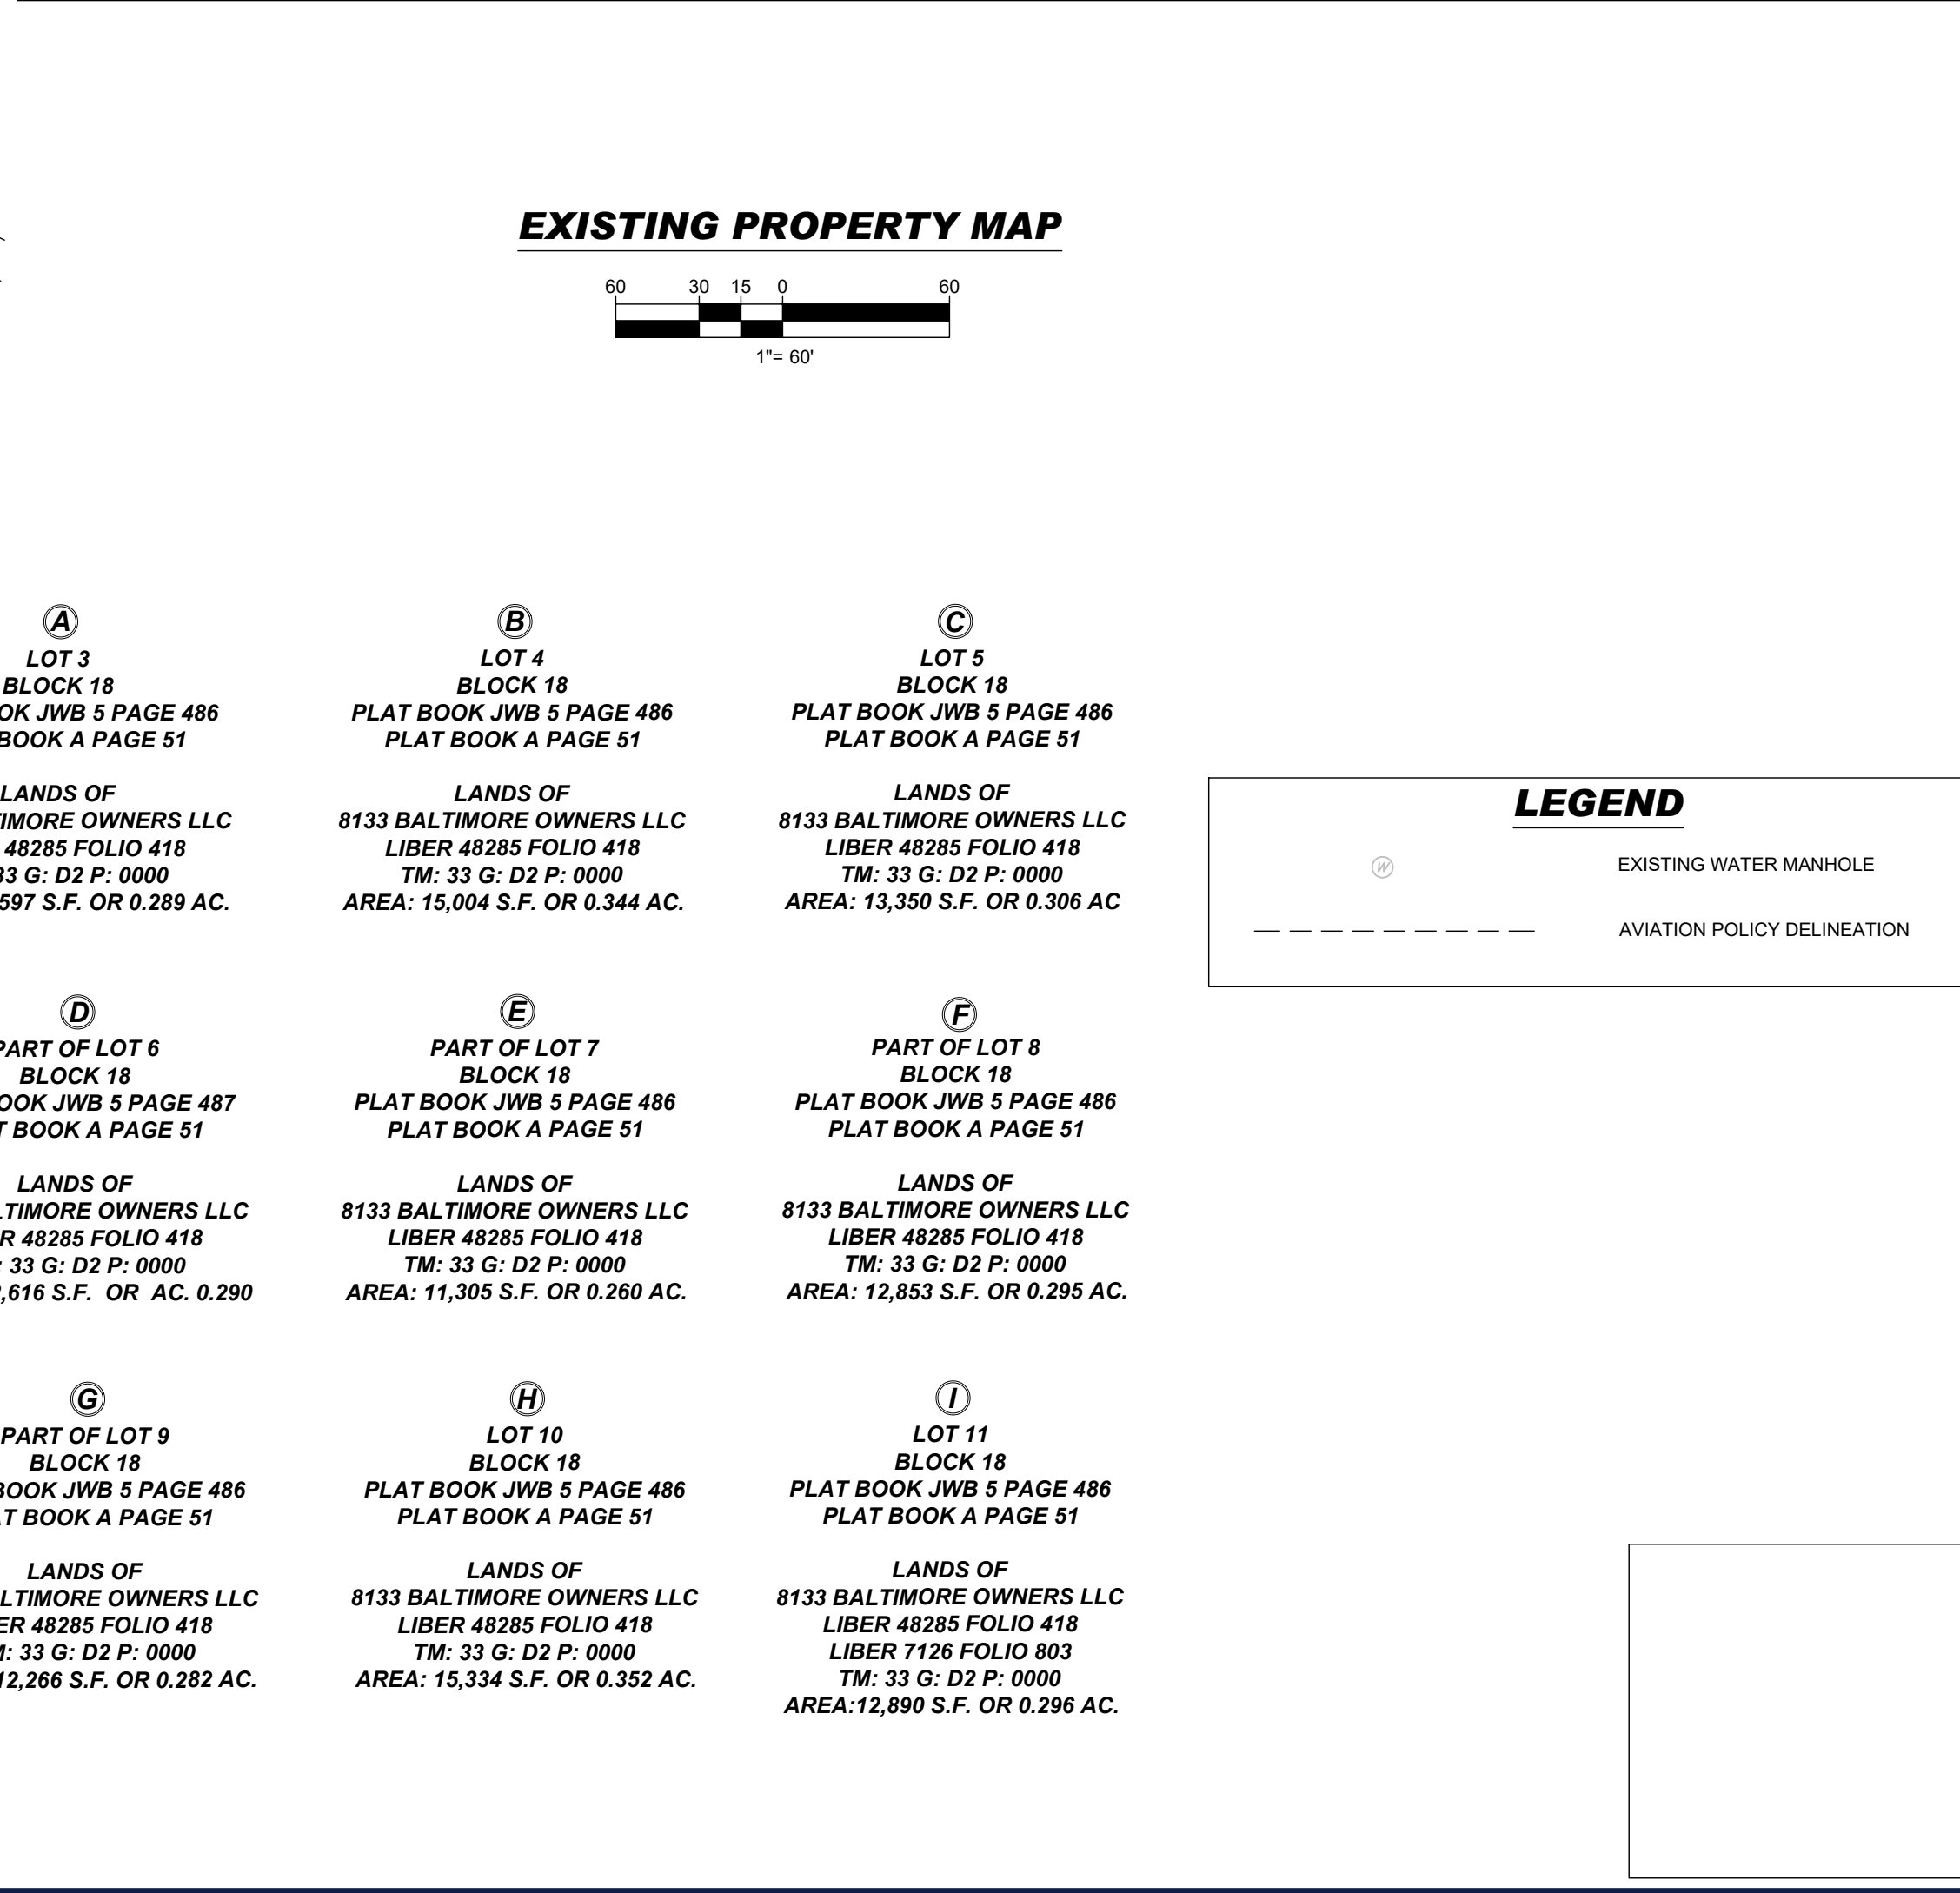 EXISTING PROPERTY MAP
60 30 15 0 60
1"= 60'
A
LOT 3
BLOCK 18
JWB 5 PAGE 486
BOOK A PAGE 51
LANDS OF
OWNERS LLC
48285 FOLIO 418
G: D2 P: 0000
S.F. OR 0.289 AC.
B
LOT 4
BLOCK 18
PLAT BOOK JWB 5 PAGE 486
PLAT BOOK A PAGE 51
LANDS OF
8133 BALTIMORE OWNERS LLC
LIBER 48285 FOLIO 418
TM: 33 G: D2 P: 0000
AREA: 15,004 S.F. OR 0.344 AC.
C
LOT 5
BLOCK 18
PLAT BOOK JWB 5 PAGE 486
PLAT BOOK A PAGE 51
LANDS OF
8133 BALTIMORE OWNERS LLC
LIBER 48285 FOLIO 418
TM: 33 G: D2 P: 0000
AREA: 13,350 S.F. OR 0.306 AC
LEGEND
W EXISTING WATER MANHOLE
AVIATION POLICY DELINEATION
D
PART OF LOT 6
BLOCK 18
JWB 5 PAGE 487
BOOK A PAGE 51
LANDS OF
OWNERS LLC
48285 FOLIO 418
33 G: D2 P: 0000
S.F. OR AC. 0.290
E
PART OF LOT 7
BLOCK 18
PLAT BOOK JWB 5 PAGE 486
PLAT BOOK A PAGE 51
LANDS OF
8133 BALTIMORE OWNERS LLC
LIBER 48285 FOLIO 418
TM: 33 G: D2 P: 0000
AREA: 11,305 S.F. OR 0.260 AC.
F
PART OF LOT 8
BLOCK 18
PLAT BOOK JWB 5 PAGE 486
PLAT BOOK A PAGE 51
LANDS OF
8133 BALTIMORE OWNERS LLC
LIBER 48285 FOLIO 418
TM: 33 G: D2 P: 0000
AREA: 12,853 S.F. OR 0.295 AC.
G
PART OF LOT 9
BLOCK 18
BOOK JWB 5 PAGE 486
BOOK A PAGE 51
LANDS OF
OWNERS LLC
48285 FOLIO 418
33 G: D2 P: 0000
12,266 S.F. OR 0.282 AC.
H
LOT 10
BLOCK 18
PLAT BOOK JWB 5 PAGE 486
PLAT BOOK A PAGE 51
LANDS OF
8133 BALTIMORE OWNERS LLC
LIBER 48285 FOLIO 418
TM: 33 G: D2 P: 0000
AREA: 15,334 S.F. OR 0.352 AC.
I
LOT 11
BLOCK 18
PLAT BOOK JWB 5 PAGE 486
PLAT BOOK A PAGE 51
LANDS OF
8133 BALTIMORE OWNERS LLC
LIBER 48285 FOLIO 418
LIBER 7126 FOLIO 803
TM: 33 G: D2 P: 0000
AREA:12,890 S.F. OR 0.296 AC.